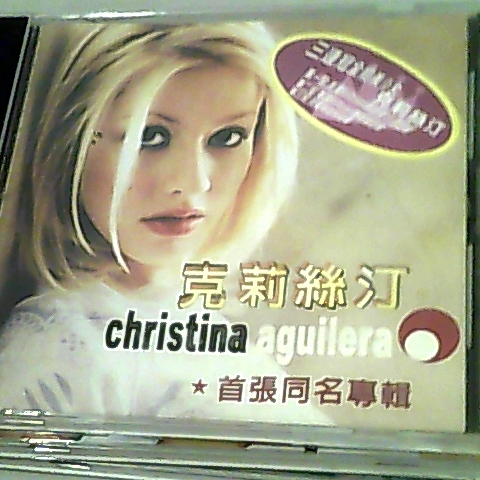 克莉絲汀
christina aguilera
★ 首張同名專輯